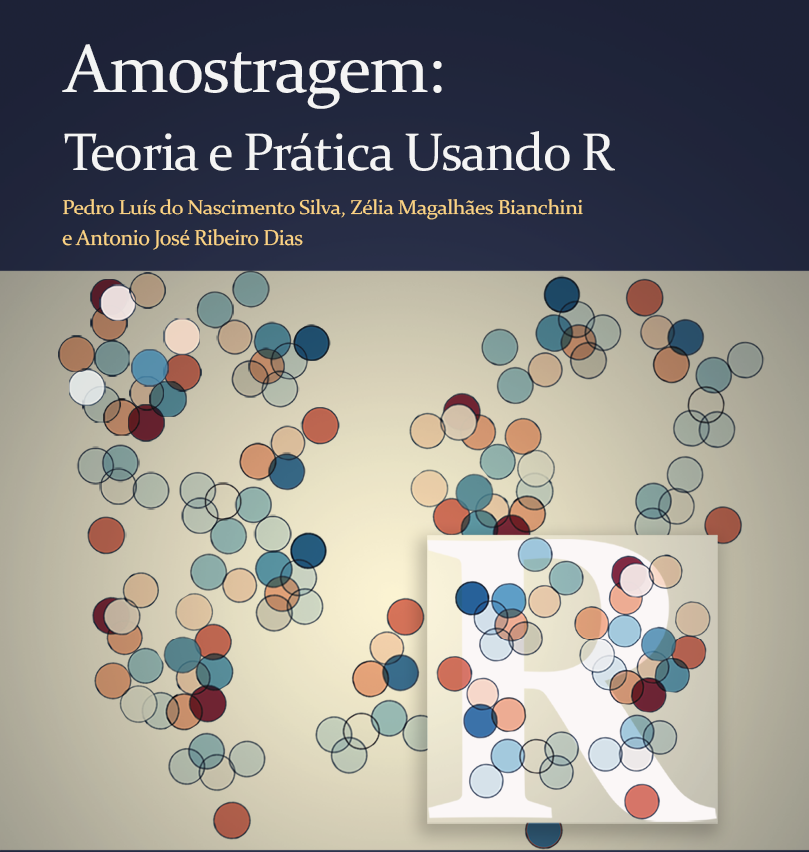 Amostragem:
Teoria e Prática Usando R
Pedro Luís do Nascimento Silva, Zélia Magalhães Bianchini
e Antonio José Ribeiro Dias
R